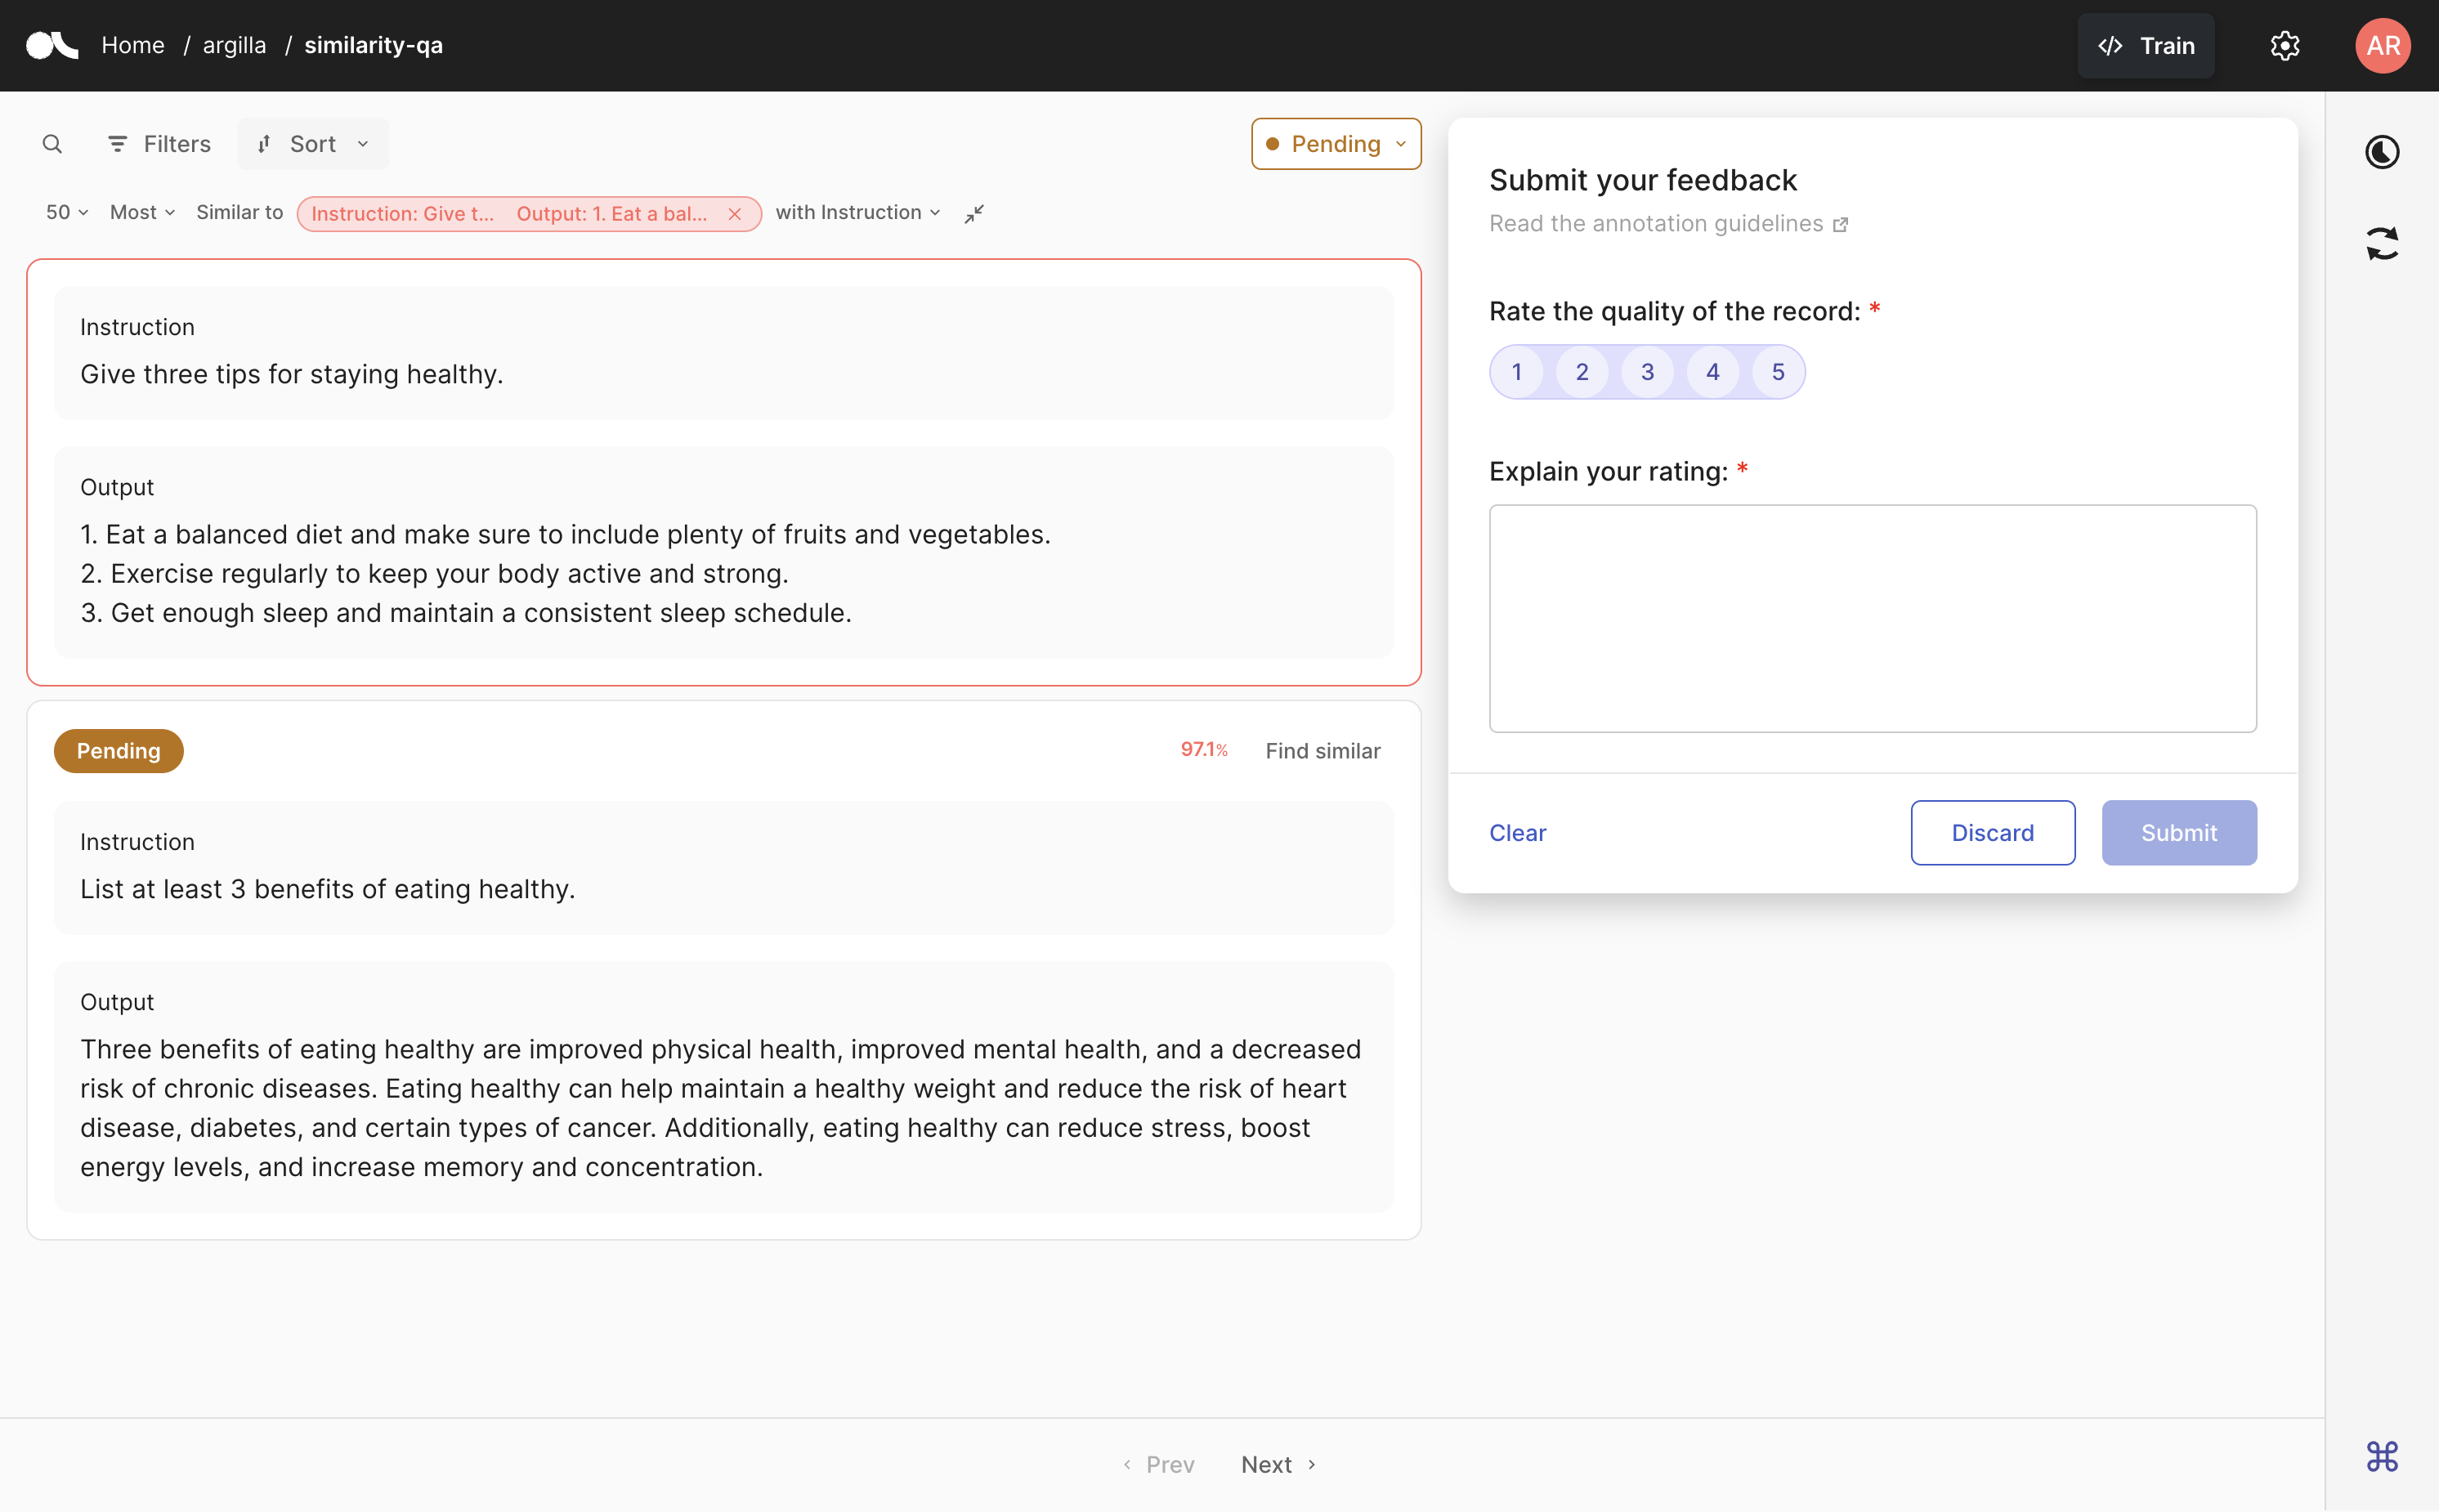 Home / argilla / similarity-qa
Train
AR
Filters
Sort
Pending
50 Most Similar to Instruction: Give t... Output: 1. Eat a bal... with Instruction
Instruction
Give three tips for staying healthy.
Output
1. Eat a balanced diet and make sure to include plenty of fruits and vegetables.
2. Exercise regularly to keep your body active and strong.
3. Get enough sleep and maintain a consistent sleep schedule.
Pending
97.1%
Find similar
Instruction
List at least 3 benefits of eating healthy.
Output
Three benefits of eating healthy are improved physical health, improved mental health, and a decreased
risk of chronic diseases. Eating healthy can help maintain a healthy weight and reduce the risk of heart
disease, diabetes, and certain types of cancer. Additionally, eating healthy can reduce stress, boost
energy levels, and increase memory and concentration.
Submit your feedback
Read the annotation guidelines
Rate the quality of the record: *
1 2 3 4 5
Explain your rating: *
Clear
Discard
Submit
Prev
Next